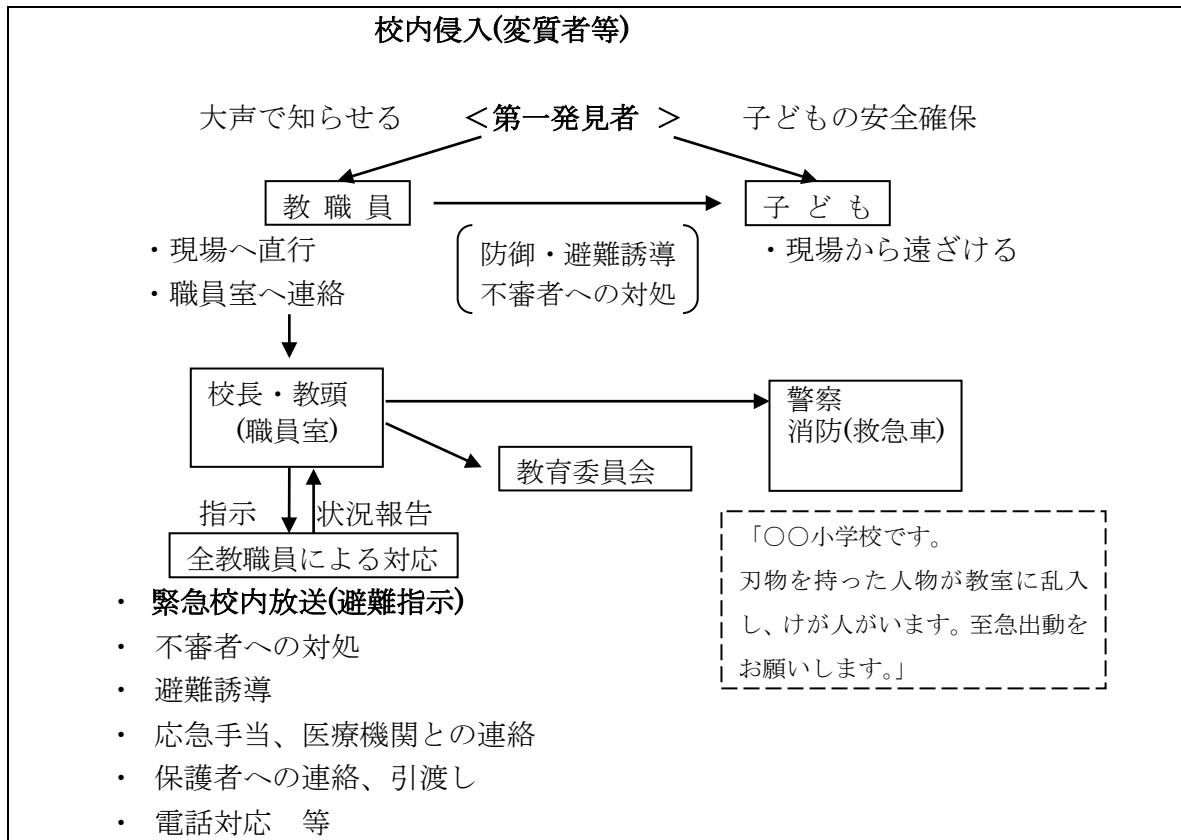 校内侵入(変質者等)
大声で知らせる ＜第一発見者 ＞ 子どもの安全確保
教 職 員 子 ど も
・現場へ直行
・職員室へ連絡
防御・避難誘導
不審者への対処
・現場から遠ざける
校長・教頭
(職員室)
警察
消防(救急車)
教育委員会
指示 状況報告
全教職員による対応
「○○小学校です。
刃物を持った人物が教室に乱入
し、けが人がいます。至急出動を
お願いします。」
・ 緊急校内放送(避難指示)
・ 不審者への対処
・ 避難誘導
・ 応急手当、医療機関との連絡
・ 保護者への連絡、引渡し
・ 電話対応 等